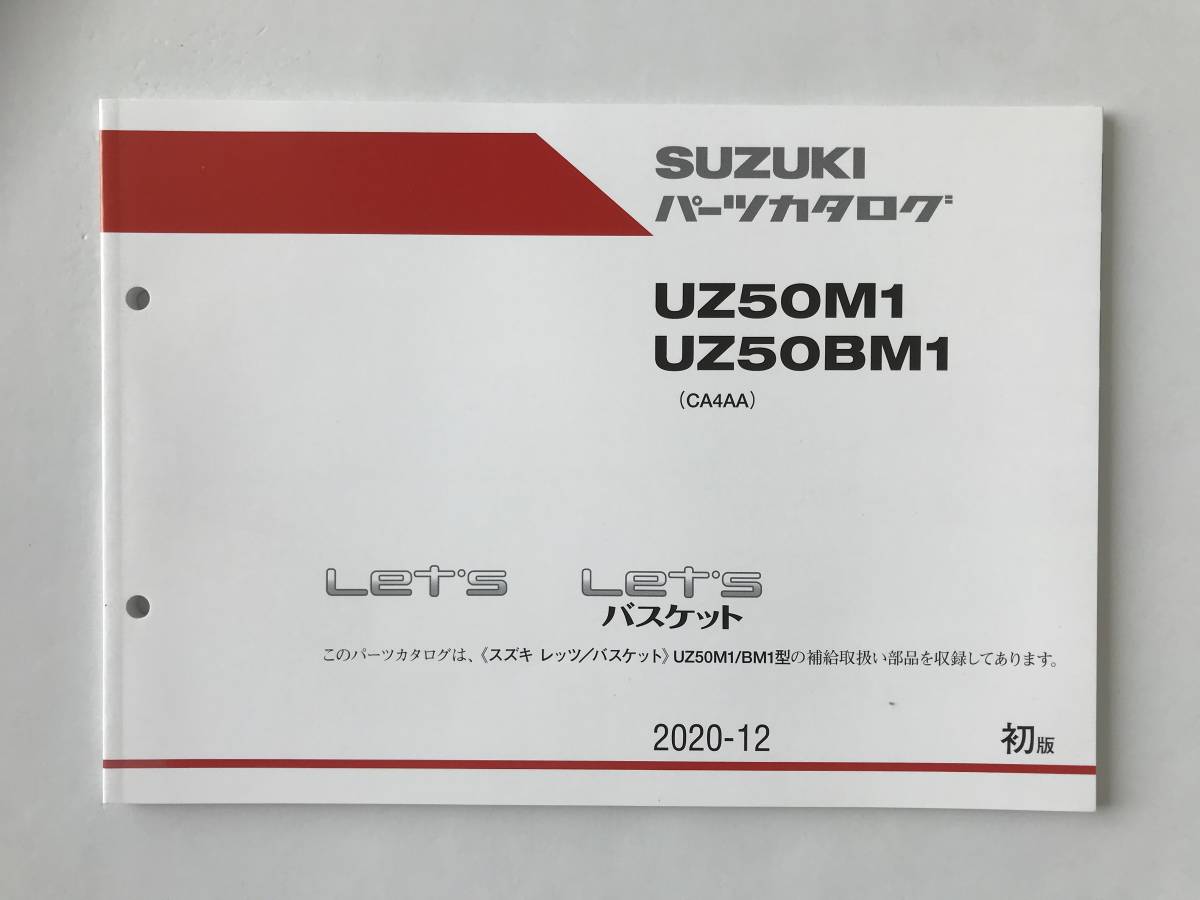 SUZUKI
パーツカタログ
UZ50M1
UZ50BM1
（CA4AA）
Let's Let's
バスケット
このパーツカタログは、《スズキ レッツ／バスケット》UZ50M1/BM1型の補給取扱い部品を収録してあります。
2020-12 初版